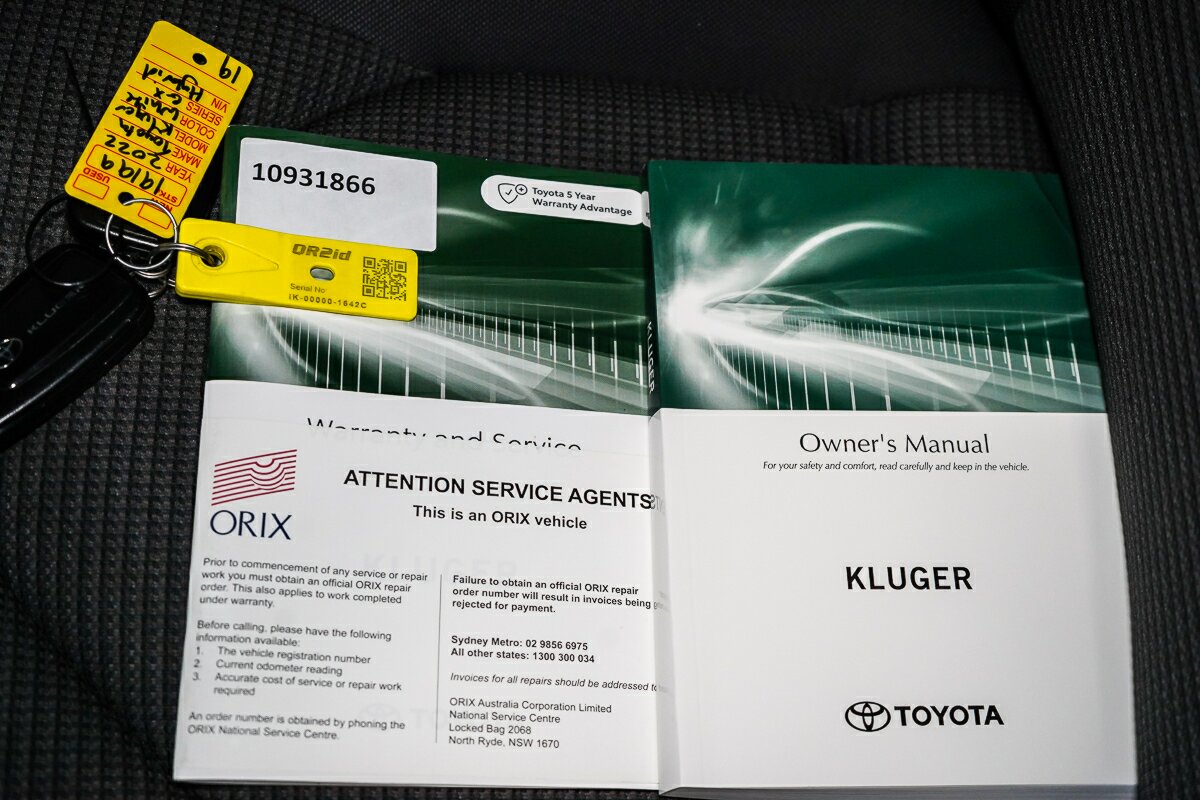 19
VIN
SERIES GX Hybrid
COLOR White
MODEL Kluger
MAKE Toyota
YEAR 2022
STK 19199
USED
10931866
Toyota 5 Year
Warranty Advantage
QR2id
Serial No
IK-00000-1642C
KLUGER
Warranty and Service
ORIX
ATTENTION SERVICE AGENTS
This is an ORIX vehicle
Prior to commencement of any service or repair
work you must obtain an official ORIX repair
order. This also applies to work completed
under warranty.
Before calling, please have the following
information available:
1. The vehicle registration number
2. Current odometer reading
3. Accurate cost of service or repair work
required
An order number is obtained by phoning the
ORIX National Service Centre.
Failure to obtain an official ORIX repair
order number will result in invoices being
rejected for payment.
Sydney Metro: 02 9856 6975
All other states: 1300 300 034
Invoices for all repairs should be addressed to
ORIX Australia Corporation Limited
National Service Centre
Locked Bag 2068
North Ryde, NSW 1670
Owner's Manual
For your safety and comfort, read carefully and keep in the vehicle.
KLUGER
TOYOTA